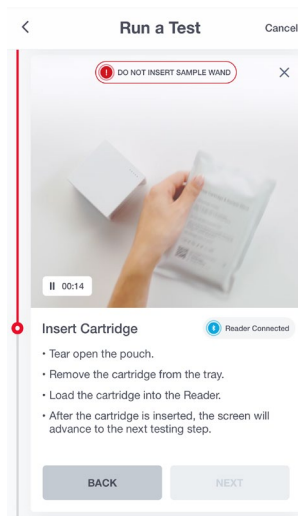 Run a Test
Cancel
DO NOT INSERT SAMPLE WAND
00:14
Insert Cartridge
Reader Connected
• Tear open the pouch.
• Remove the cartridge from the tray.
• Load the cartridge into the Reader.
• After the cartridge is inserted, the screen will
advance to the next testing step.
BACK
NEXT